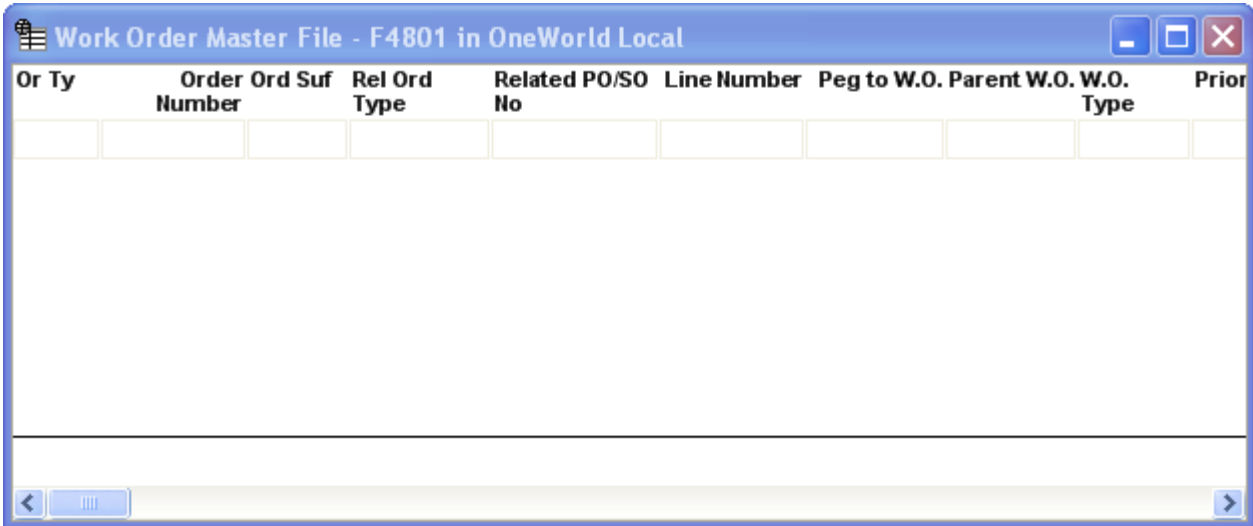 Work Order Master File - F4801 in OneWorld Local
Or Ty Order Ord Suf Rel Ord Related PO/SO Line Number Peg to W.O. Parent W.O. W.O. Prior
Number Type No Type